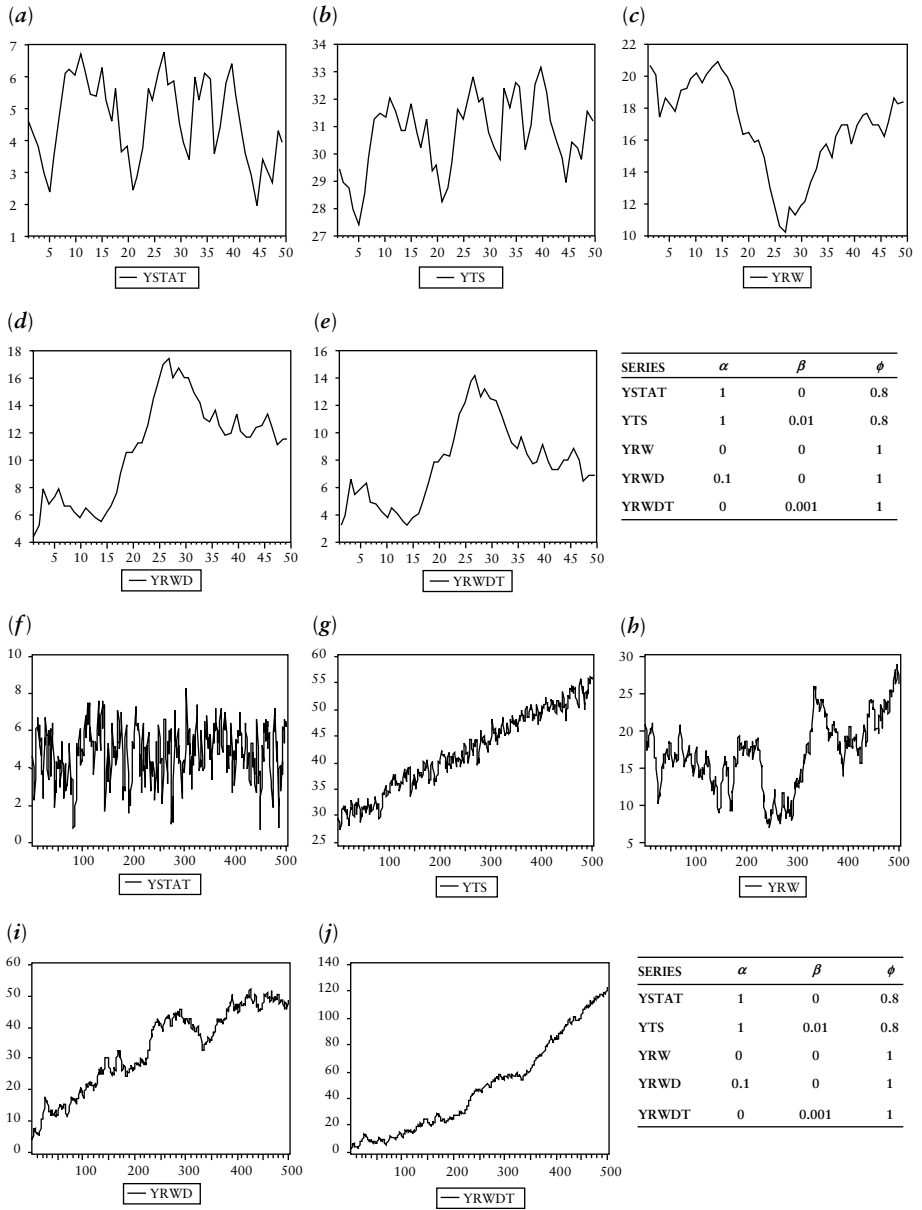 (a) (b) (c)
7 6 5 4 3 2 1
5 10 15 20 25 30 35 40 45 50
YSTAT
34 33 32 31 30 29 28 27
5 10 15 20 25 30 35 40 45 50
YTS
22 20 18 16 14 12 10
5 10 15 20 25 30 35 40 45 50
YRW
(d) (e)
18 16 14 12 10 8 6 4
5 10 15 20 25 30 35 40 45 50
YRWD
16 14 12 10 8 6 4 2
5 10 15 20 25 30 35 40 45 50
YRWDT
SERIES α β ϕ
YSTAT 1 0 0.8
YTS 1 0.01 0.8
YRW 0 0 1
YRWD 0.1 0 1
YRWDT 0 0.001 1
(f) (g) (h)
10 8 6 4 2 0
100 200 300 400 500
YSTAT
60 55 50 45 40 35 30 25
100 200 300 400 500
YTS
30 25 20 15 10 5
100 200 300 400 500
YRW
(i) (j)
60 50 40 30 20 10 0
100 200 300 400 500
YRWD
140 120 100 80 60 40 20 0
100 200 300 400 500
YRWDT
SERIES α β ϕ
YSTAT 1 0 0.8
YTS 1 0.01 0.8
YRW 0 0 1
YRWD 0.1 0 1
YRWDT 0 0.001 1